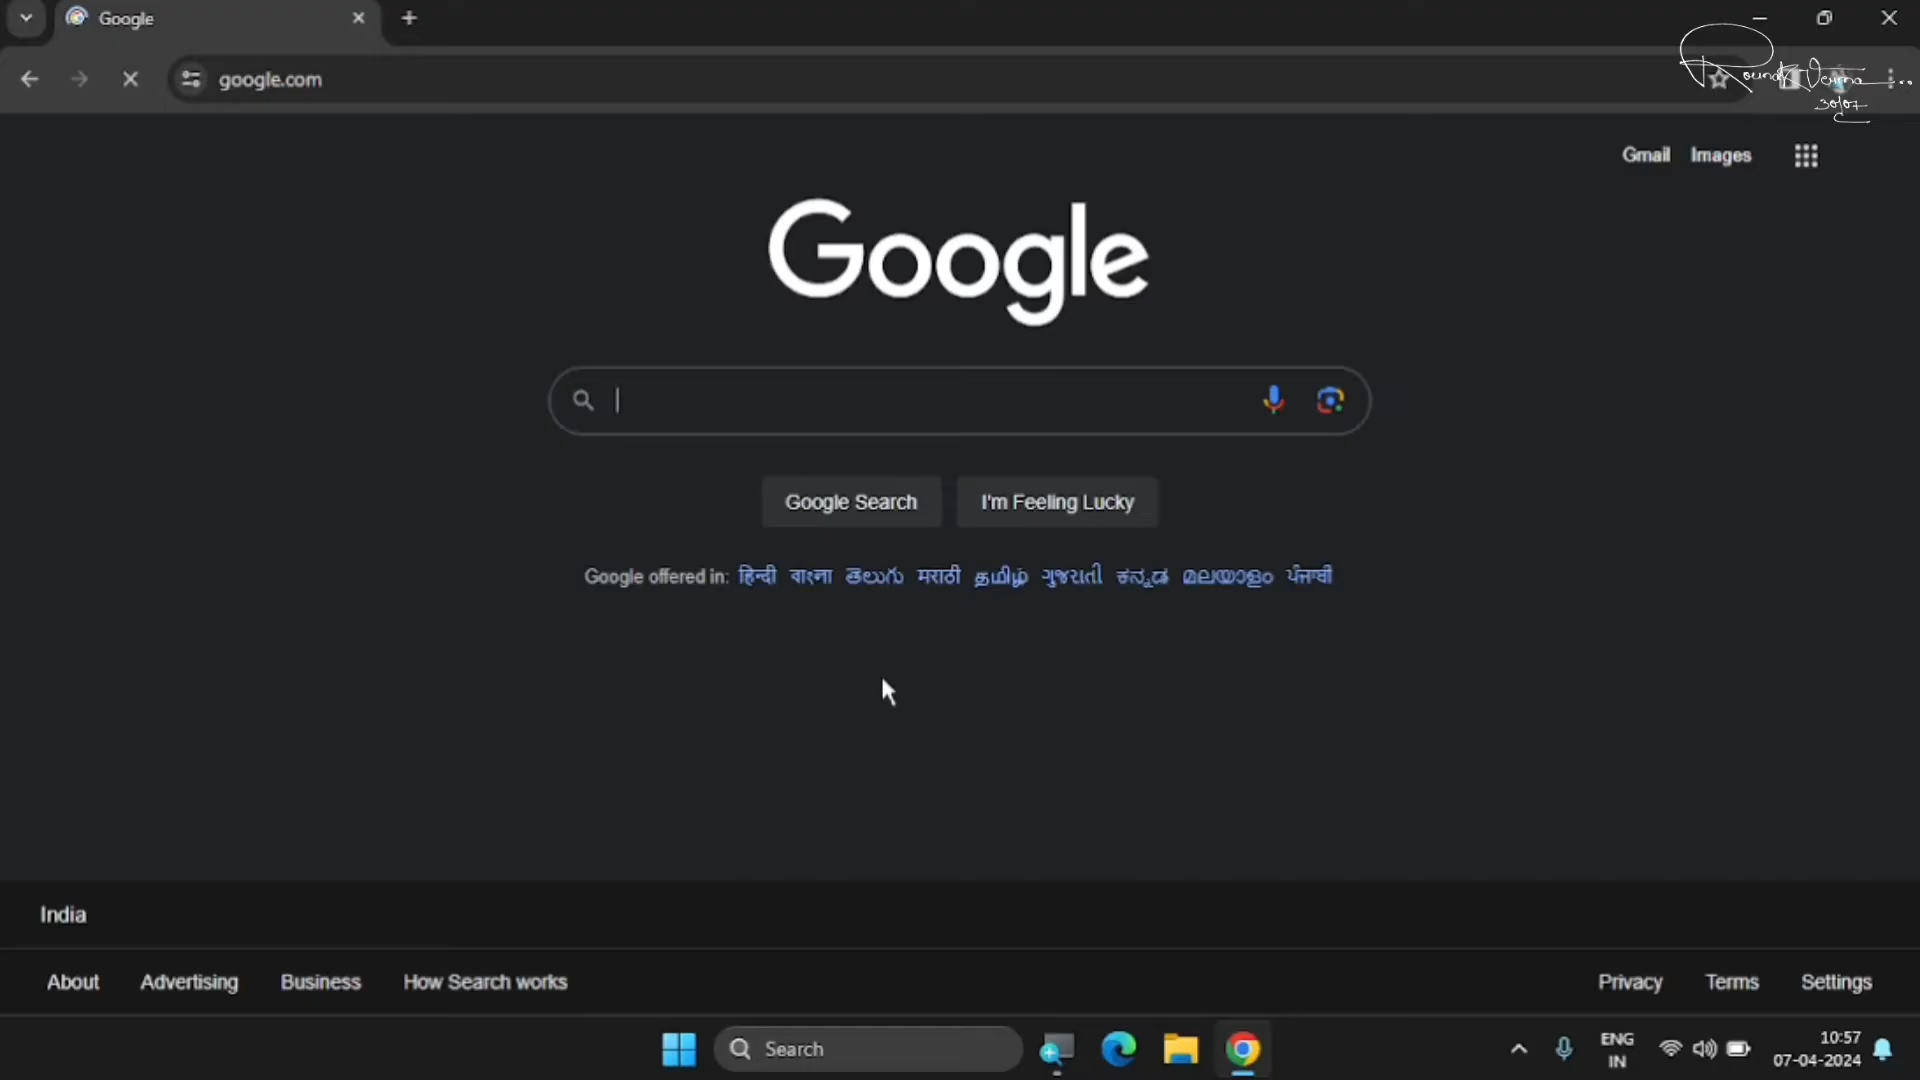 Google
google.com
Gmail Images
Google
Google Search I'm Feeling Lucky
Google offered in: हिन्दी বাংলা తెలుగు मराठी தமிழ் ગુજરાતી ಕನ್ನಡ മലയാളം ਪੰਜਾਬੀ
India
About Advertising Business How Search works Privacy Terms Settings
Search
ENG
IN
10:57
07-04-2024